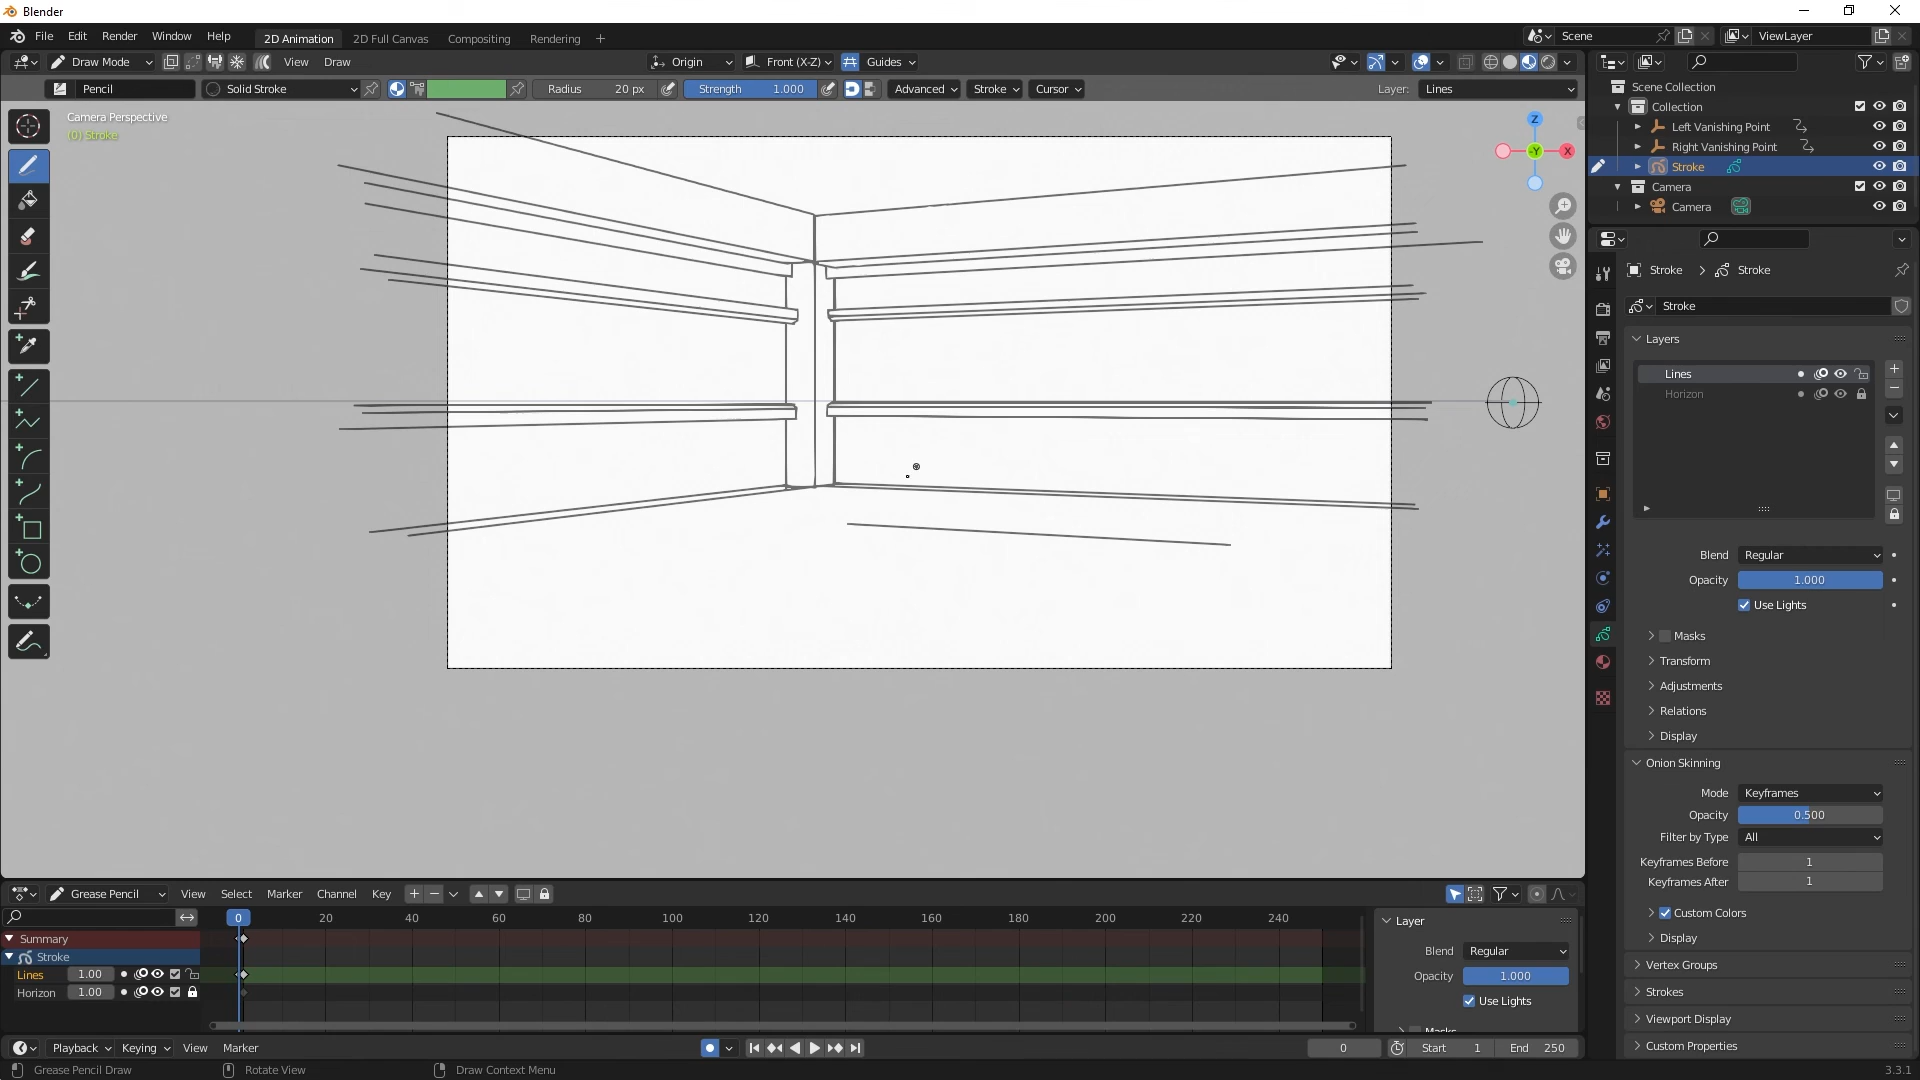 Blender
File Edit Render Window Help 2D Animation 2D Full Canvas Compositing Rendering + Scene ViewLayer
Draw Mode View Draw Origin Front (X-Z) Guides
Pencil Solid Stroke Radius 20 px Strength 1.000 Advanced Stroke Cursor Layer: Lines
Camera Perspective
(0) Stroke
Z
-Y
X
Scene Collection
Collection
Left Vanishing Point
Right Vanishing Point
Stroke
Camera
Camera
Stroke > Stroke
Stroke
Layers
Lines
Horizon
Blend Regular
Opacity 1.000
Use Lights
Masks
Transform
Adjustments
Relations
Display
Onion Skinning
Mode Keyframes
Opacity 0.500
Filter by Type All
Keyframes Before 1
Keyframes After 1
Custom Colors
Display
Vertex Groups
Strokes
Viewport Display
Custom Properties
Grease Pencil View Select Marker Channel Key
0 20 40 60 80 100 120 140 160 180 200 220 240
Summary
Stroke
Lines 1.00
Horizon 1.00
Layer
Blend Regular
Opacity 1.000
Use Lights
Masks
Playback Keying View Marker 0 Start 1 End 250
Grease Pencil Draw Rotate View Draw Context Menu 3.3.1